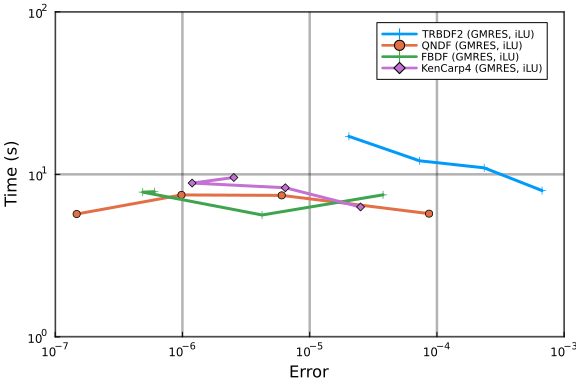 10^2
10^1
10^0
Time (s)
TRBDF2 (GMRES, iLU)
QNDF (GMRES, iLU)
FBDF (GMRES, iLU)
KenCarp4 (GMRES, iLU)
10^-7 10^-6 10^-5 10^-4 10^-3
Error